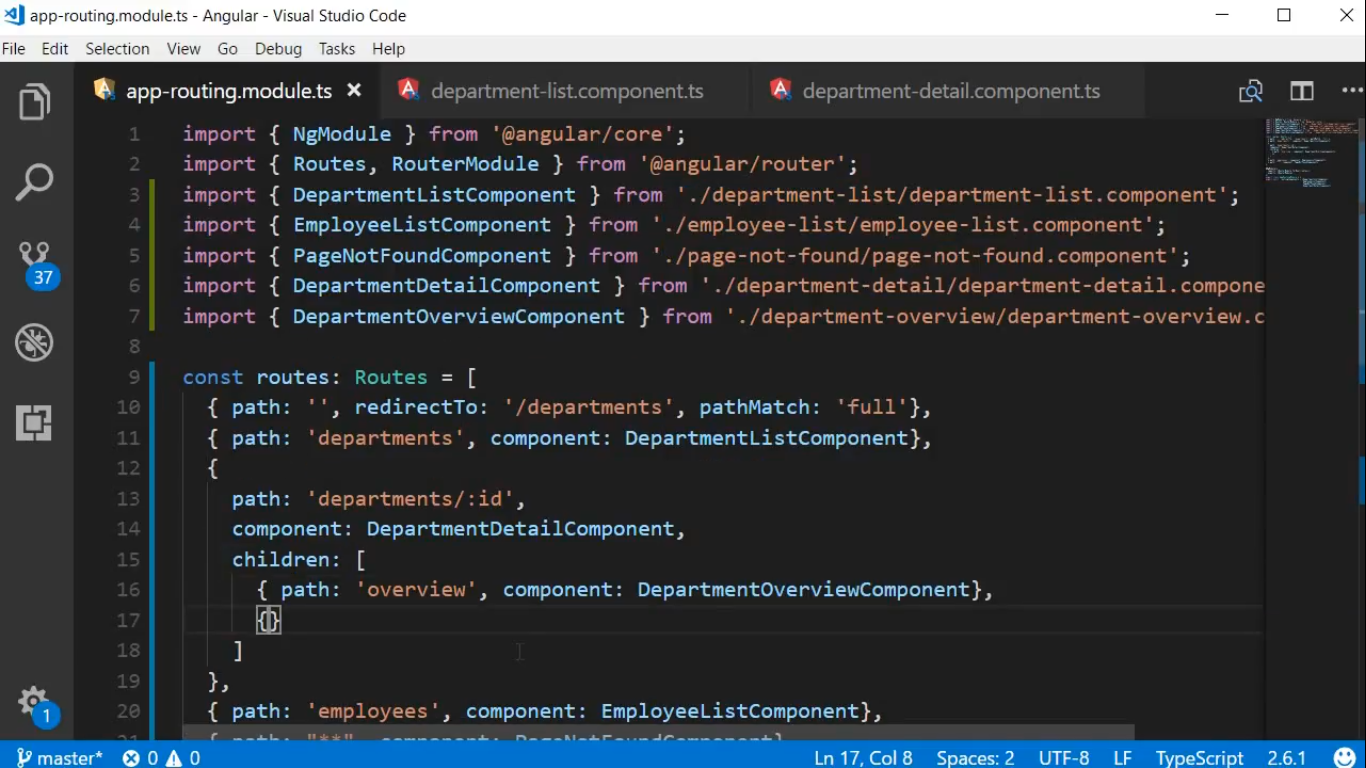 app-routing.module.ts - Angular - Visual Studio Code
File Edit Selection View Go Debug Tasks Help
app-routing.module.ts department-list.component.ts department-detail.component.ts
1 import { NgModule } from '@angular/core';
2 import { Routes, RouterModule } from '@angular/router';
3 import { DepartmentListComponent } from './department-list/department-list.component';
4 import { EmployeeListComponent } from './employee-list/employee-list.component';
5 import { PageNotFoundComponent } from './page-not-found/page-not-found.component';
6 import { DepartmentDetailComponent } from './department-detail/department-detail.compone
7 import { DepartmentOverviewComponent } from './department-overview/department-overview.c
8
9 const routes: Routes = [
10 { path: '', redirectTo: '/departments', pathMatch: 'full'},
11 { path: 'departments', component: DepartmentListComponent},
12 {
13 path: 'departments/:id',
14 component: DepartmentDetailComponent,
15 children: [
16 { path: 'overview', component: DepartmentOverviewComponent},
17 {}
18 ]
19 },
20 { path: 'employees', component: EmployeeListComponent},
21 { path: "**", component: PageNotFoundComponent}
37
1
master* 0 0 Ln 17, Col 8 Spaces: 2 UTF-8 LF TypeScript 2.6.1